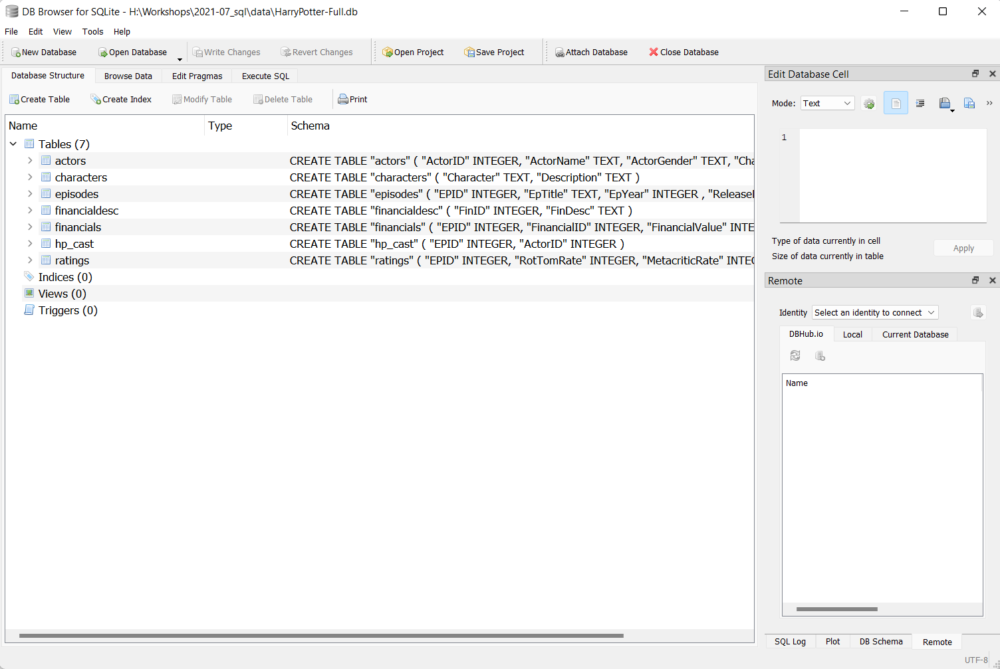 DB Browser for SQLite - H:\Workshops\2021-07_sql\data\HarryPotter-Full.db
File Edit View Tools Help
New Database Open Database Write Changes Revert Changes Open Project Save Project Attach Database Close Database
Database Structure Browse Data Edit Pragmas Execute SQL
Create Table Create Index Modify Table Delete Table Print
Name Type Schema
Tables (7)
actors CREATE TABLE "actors" ( "ActorID" INTEGER, "ActorName" TEXT, "ActorGender" TEXT, "Cha
characters CREATE TABLE "characters" ( "Character" TEXT, "Description" TEXT )
episodes CREATE TABLE "episodes" ( "EPID" INTEGER, "EpTitle" TEXT, "EpYear" INTEGER , "Release
financialdesc CREATE TABLE "financialdesc" ( "FinID" INTEGER, "FinDesc" TEXT )
financials CREATE TABLE "financials" ( "EPID" INTEGER, "FinancialID" INTEGER, "FinancialValue" INTE
hp_cast CREATE TABLE "hp_cast" ( "EPID" INTEGER, "ActorID" INTEGER )
ratings CREATE TABLE "ratings" ( "EPID" INTEGER, "RotTomRate" INTEGER, "MetacriticRate" INTEG
Indices (0)
Views (0)
Triggers (0)
Edit Database Cell
Mode: Text
1
Type of data currently in cell
Size of data currently in table
Apply
Remote
Identity Select an identity to connect
DBHub.io Local Current Database
Name
SQL Log Plot DB Schema Remote
UTF-8